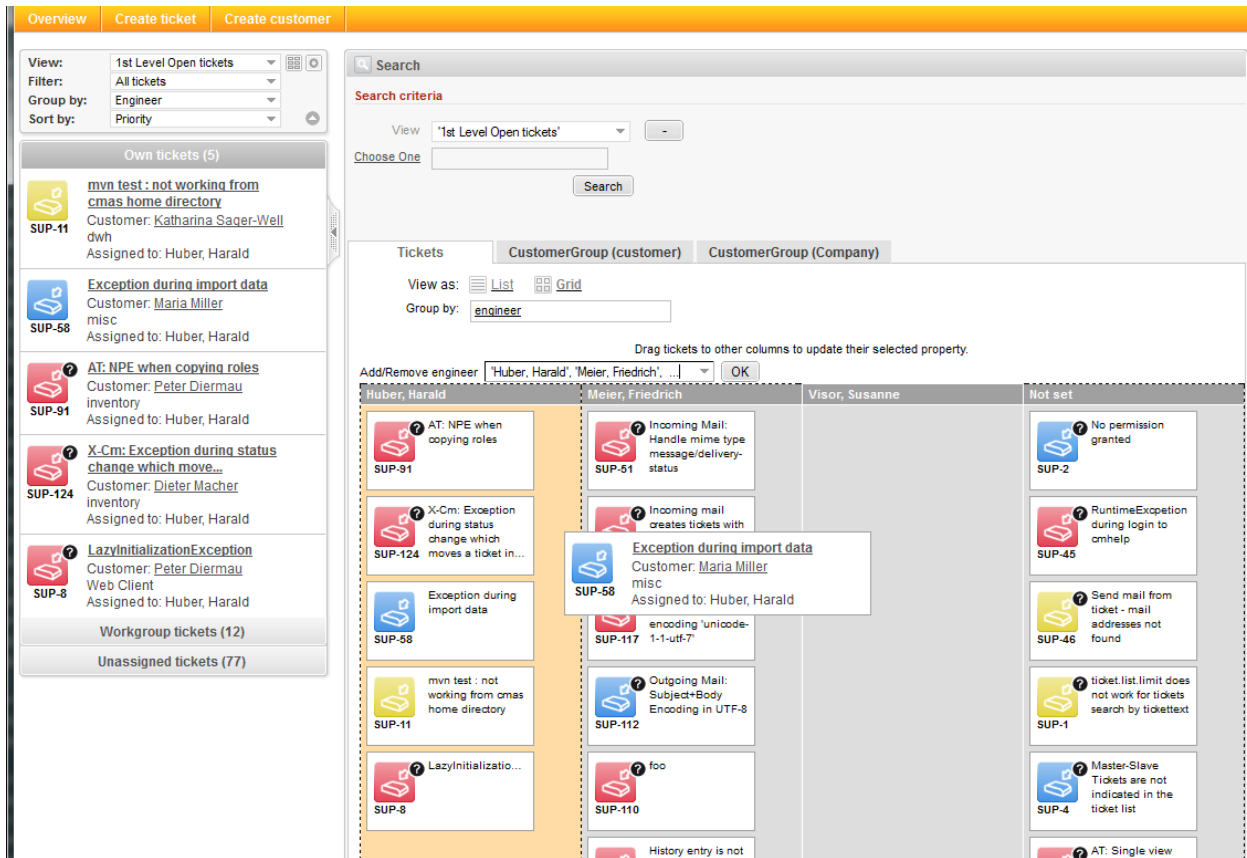 Overview Create ticket Create customer
View: 1st Level Open tickets
Filter: All tickets
Group by: Engineer
Sort by: Priority
Own tickets (5)
mvn test : not working from
cmas home directory
Customer: Katharina Sager-Well
dwh
Assigned to: Huber, Harald
SUP-11
Exception during import data
Customer: Maria Miller
misc
Assigned to: Huber, Harald
SUP-58
?
AT: NPE when copying roles
Customer: Peter Diermau
inventory
Assigned to: Huber, Harald
SUP-91
?
X-Cm: Exception during status
change which move...
Customer: Dieter Macher
inventory
Assigned to: Huber, Harald
SUP-124
?
LazyInitializationException
Customer: Peter Diermau
Web Client
Assigned to: Huber, Harald
SUP-8
Workgroup tickets (12)
Unassigned tickets (77)
Search
Search criteria
View '1st Level Open tickets' -
Choose One
Search
Tickets CustomerGroup (customer) CustomerGroup (Company)
View as: List Grid
Group by: engineer
Drag tickets to other columns to update their selected property.
Add/Remove engineer 'Huber, Harald', 'Meier, Friedrich', ... OK
Huber, Harald
?
AT: NPE when
copying roles
SUP-91
?
X-Cm: Exception
during status
change which
moves a ticket in...
SUP-124
Exception during
import data
SUP-58
mvn test : not
working from cmas
home directory
SUP-11
?
LazyInitializatio...
SUP-8
Meier, Friedrich
?
Incoming Mail:
Handle mime type
message/delivery-
status
SUP-51
?
Incoming mail
creates tickets with
Exception during import data
Customer: Maria Miller
misc
Assigned to: Huber, Harald
SUP-58
encoding 'unicode-
1-1-utf-7'
SUP-117
?
Outgoing Mail:
Subject+Body
Encoding in UTF-8
SUP-112
?
foo
SUP-110
History entry is not
Visor, Susanne
Not set
?
No permission
granted
SUP-2
?
RuntimeExcpetion
during login to
cmhelp
SUP-45
?
Send mail from
ticket - mail
addresses not
found
SUP-46
?
ticket.list.limit does
not work for tickets
search by tickettext
SUP-1
?
Master-Slave
Tickets are not
indicated in the
ticket list
SUP-4
?
AT: Single view